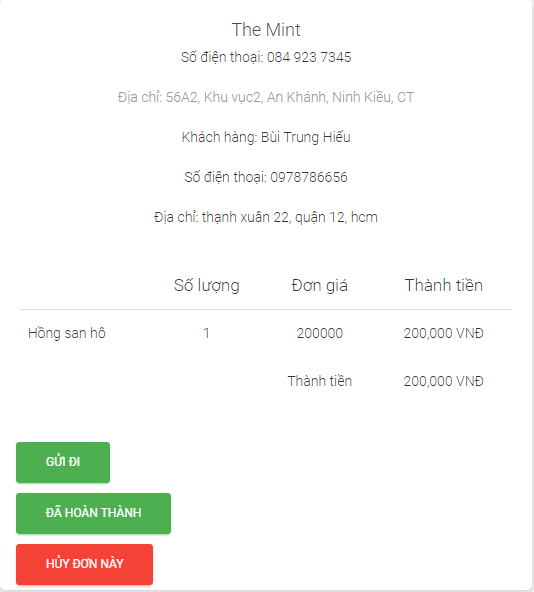 The Mint
Số điện thoại: 084 923 7345
Địa chỉ: 56A2, Khu vục2, An Khánh, Ninh Kiều, CT
Khách hàng: Bùi Trung Hiếu
Số điện thoại: 0978786656
Địa chỉ: thạnh xuân 22, quận 12, hcm
Số lượng Đơn giá Thành tiền
Hồng san hô 1 200000 200,000 VNĐ
Thành tiền 200,000 VNĐ
GỬI ĐI
ĐÃ HOÀN THÀNH
HỦY ĐƠN NÀY